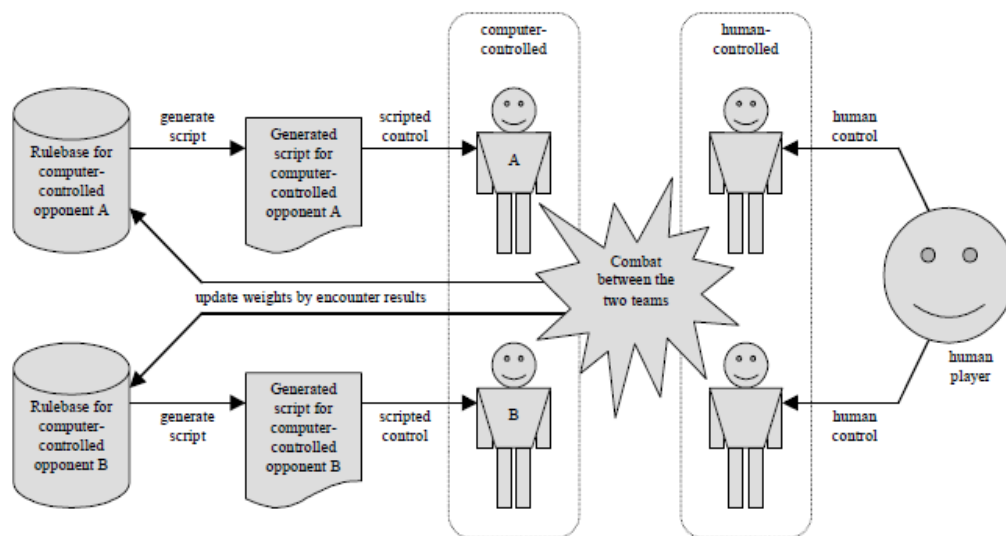 computer-
controlled
human-
controlled
generate
script
scripted
control
human
control
Rulebase for
computer-
controlled
opponent A
Generated
script for
computer-
controlled
opponent A
A
Combat
between the
two teams
update weights by encounter results
human
player
Rulebase for
computer-
controlled
opponent B
generate
script
Generated
script for
computer-
controlled
opponent B
scripted
control
B
human
control